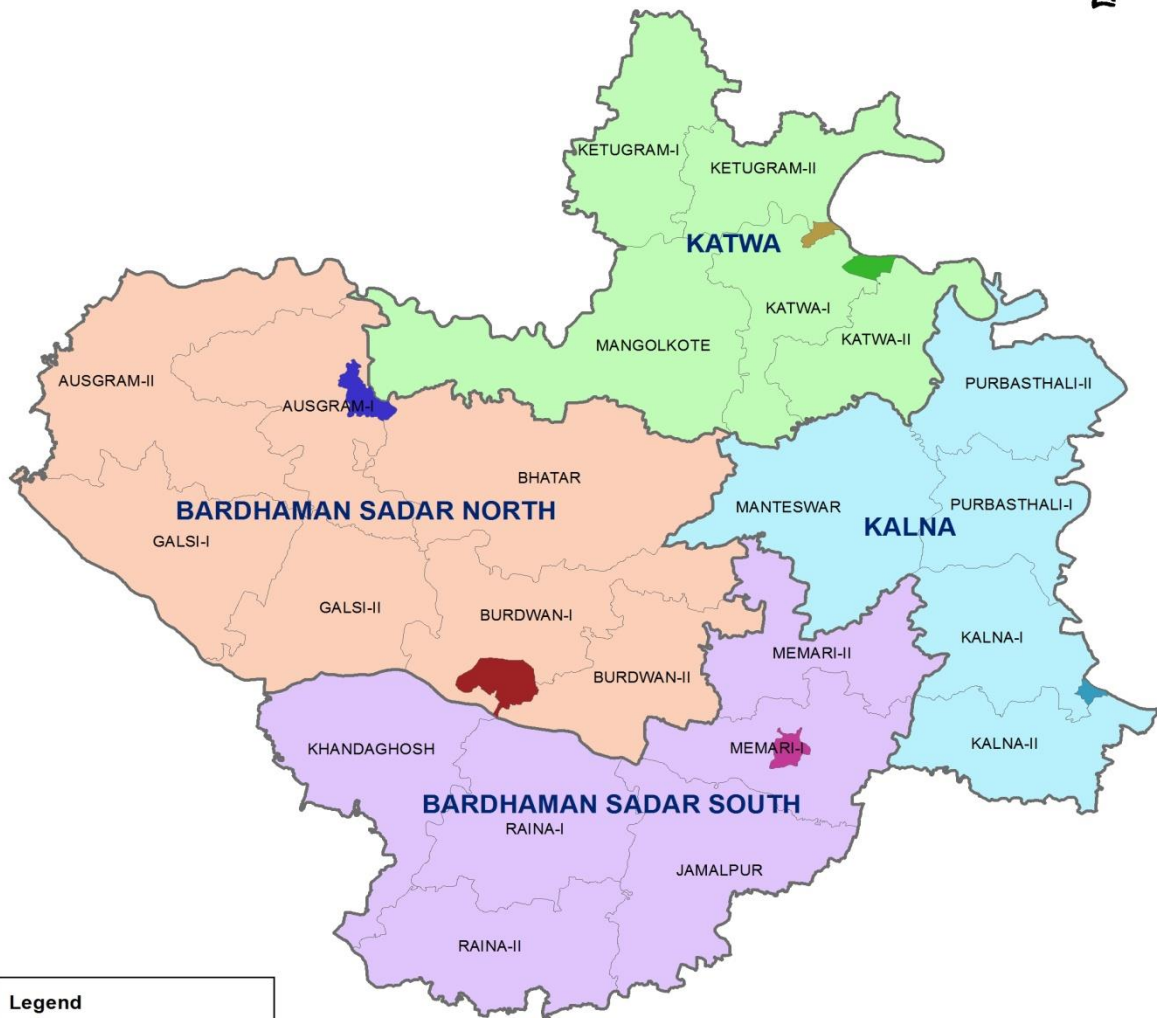 KETUGRAM-I
KETUGRAM-II
KATWA
KATWA-I
MANGOLKOTE
KATWA-II
AUSGRAM-II
PURBASTHALI-II
AUSGRAM-I
BHATAR
MANTESWAR
PURBASTHALI-I
BARDHAMAN SADAR NORTH
KALNA
GALSI-I
GALSI-II
BURDWAN-I
KALNA-I
MEMARI-II
BURDWAN-II
KHANDAGHOSH
MEMARI-I
KALNA-II
BARDHAMAN SADAR SOUTH
RAINA-I
JAMALPUR
RAINA-II
Legend